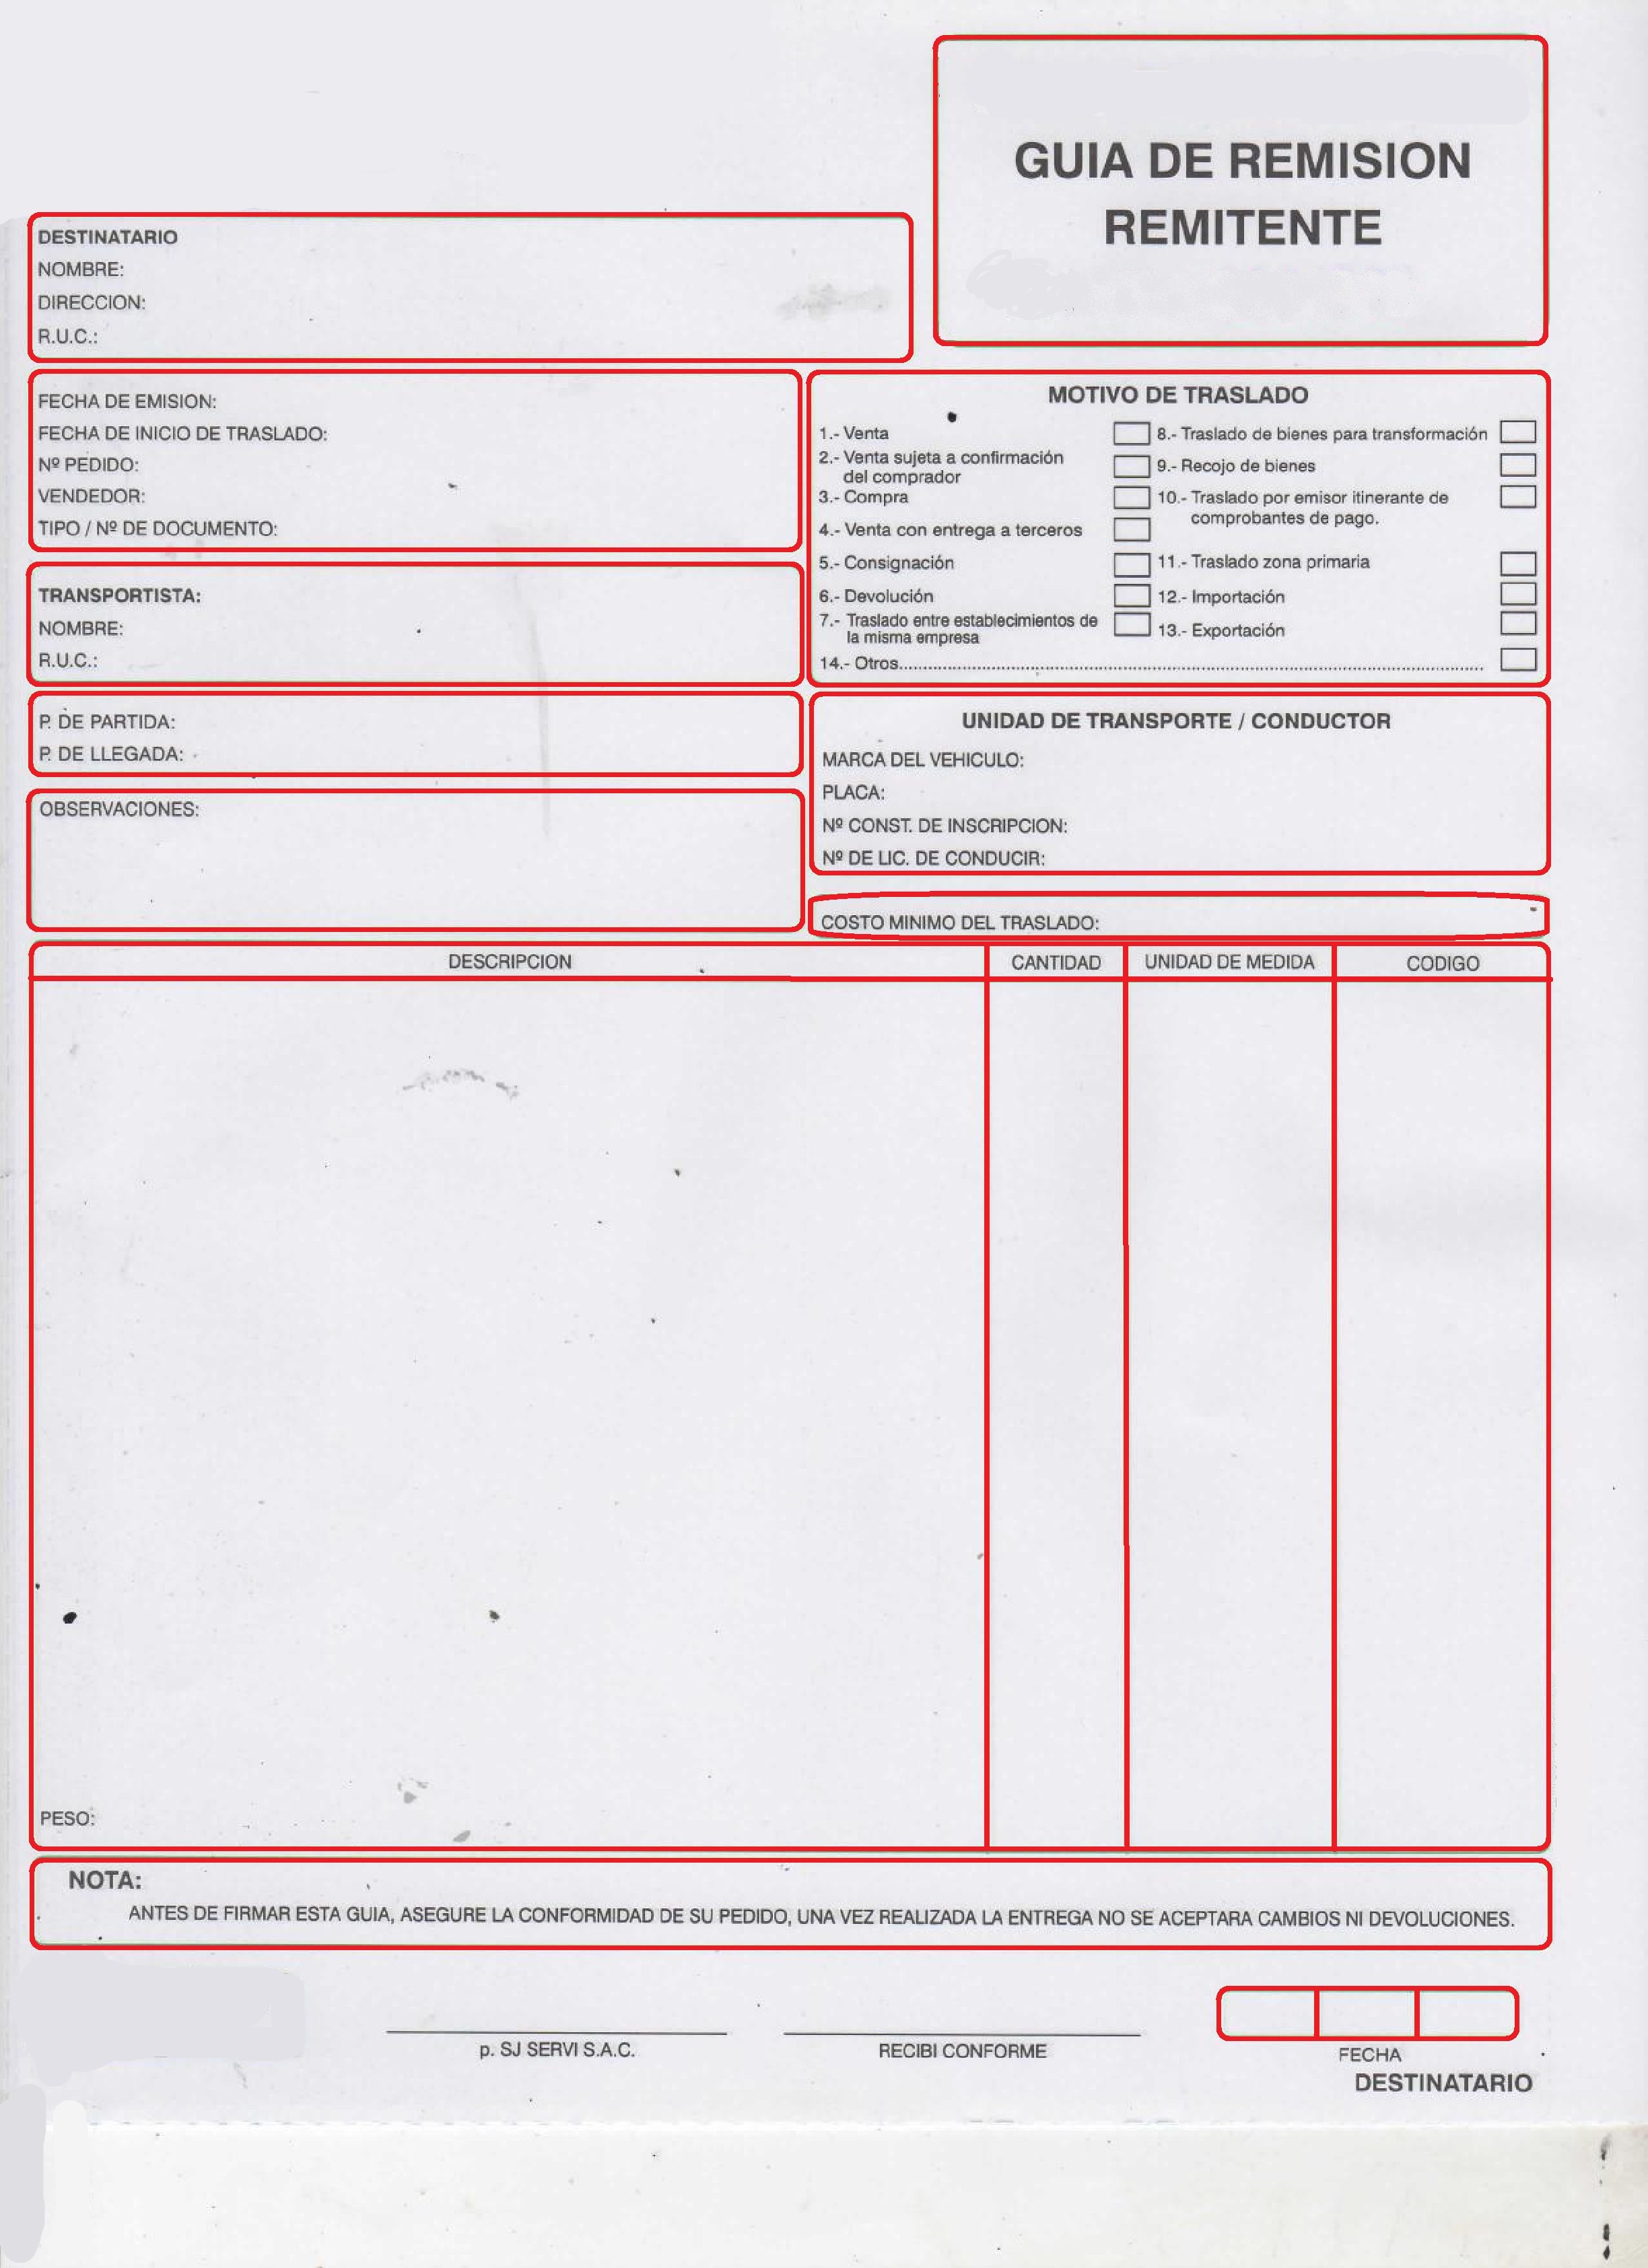 GUIA DE REMISION
REMITENTE
DESTINATARIO
NOMBRE:
DIRECCION:
R.U.C.:
FECHA DE EMISION:
FECHA DE INICIO DE TRASLADO:
Nº PEDIDO:
VENDEDOR:
TIPO / Nº DE DOCUMENTO:
TRANSPORTISTA:
NOMBRE:
R.U.C.:
P. DE PARTIDA:
P. DE LLEGADA:
OBSERVACIONES:
MOTIVO DE TRASLADO
1.- Venta
2.- Venta sujeta a confirmación
del comprador
3.- Compra
4.- Venta con entrega a terceros
5.- Consignación
6.- Devolución
7.- Traslado entre establecimientos de
la misma empresa
8.- Traslado de bienes para transformación
9.- Recojo de bienes
10.- Traslado por emisor itinerante de
comprobantes de pago.
11.- Traslado zona primaria
12.- Importación
13.- Exportación
14.- Otros
UNIDAD DE TRANSPORTE / CONDUCTOR
MARCA DEL VEHICULO:
PLACA:
Nº CONST. DE INSCRIPCION:
Nº DE LIC. DE CONDUCIR:
COSTO MINIMO DEL TRASLADO:
DESCRIPCION CANTIDAD UNIDAD DE MEDIDA CODIGO
PESO:
NOTA:
ANTES DE FIRMAR ESTA GUIA, ASEGURE LA CONFORMIDAD DE SU PEDIDO, UNA VEZ REALIZADA LA ENTREGA NO SE ACEPTARA CAMBIOS NI DEVOLUCIONES.
p. SJ SERVI S.A.C. RECIBI CONFORME FECHA
DESTINATARIO